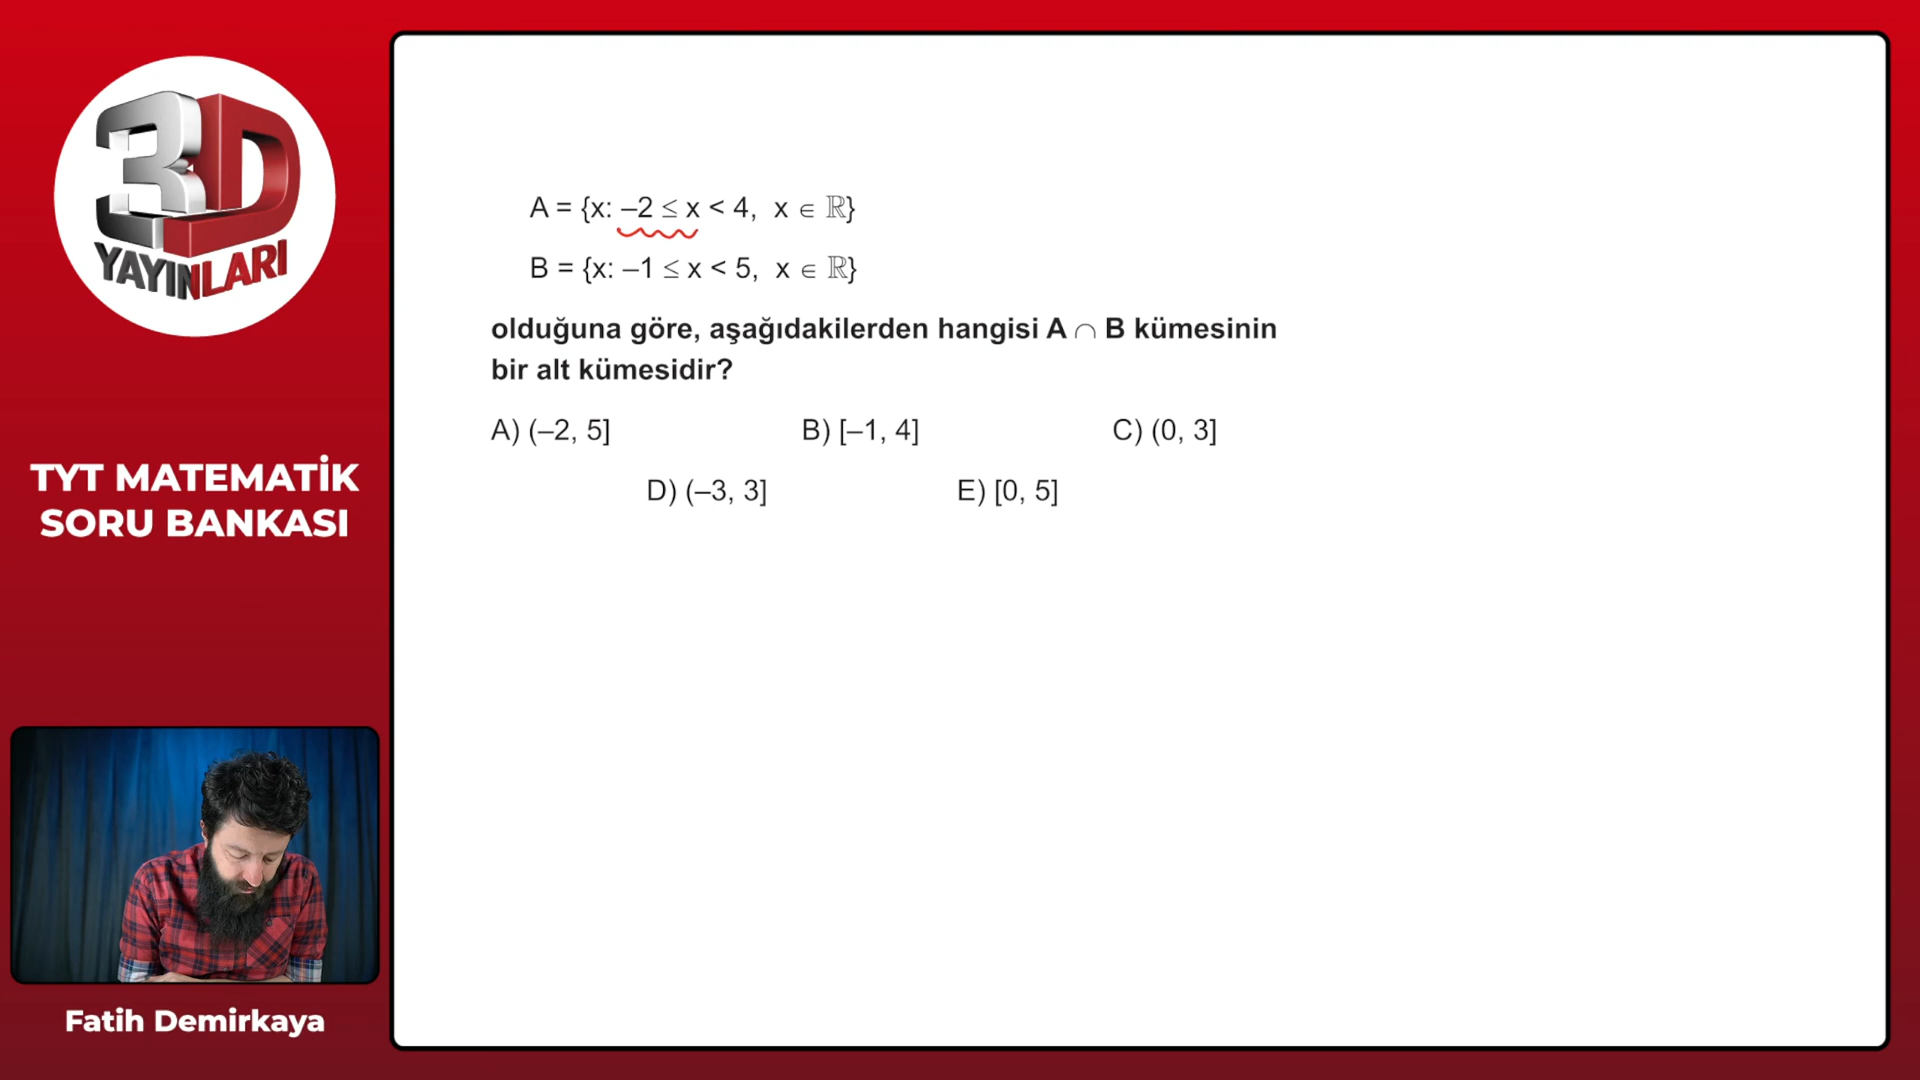 3D
YAYINLARI
TYT MATEMATİK
SORU BANKASI
Fatih Demirkaya
A = {x: –2 ≤ x < 4, x ∈ ℝ}
B = {x: –1 ≤ x < 5, x ∈ ℝ}
olduğuna göre, aşağıdakilerden hangisi A ∩ B kümesinin
bir alt kümesidir?
A) (–2, 5] B) [–1, 4] C) (0, 3]
D) (–3, 3] E) [0, 5]